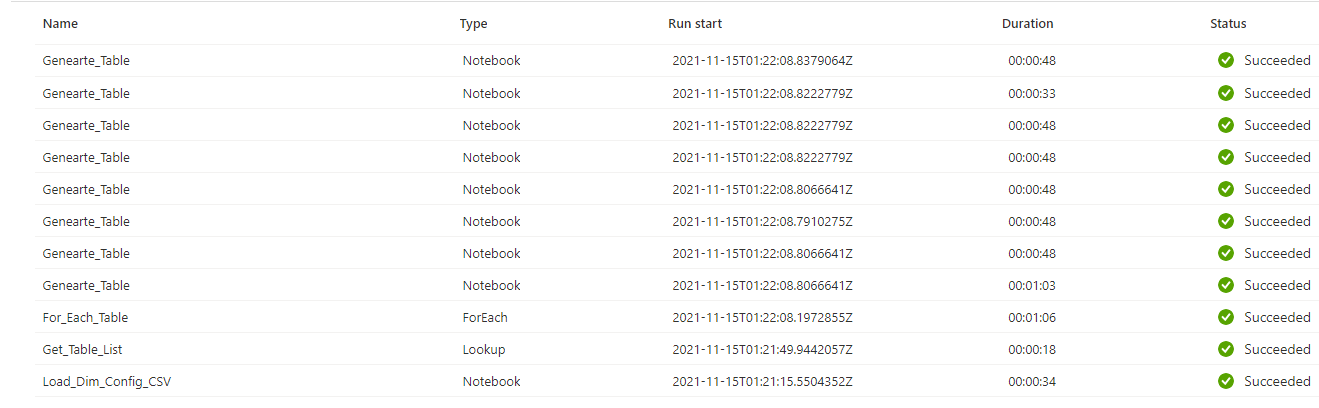 Name Type Run start Duration Status
Genearte_Table Notebook 2021-11-15T01:22:08.8379064Z 00:00:48 Succeeded
Genearte_Table Notebook 2021-11-15T01:22:08.8222779Z 00:00:33 Succeeded
Genearte_Table Notebook 2021-11-15T01:22:08.8222779Z 00:00:48 Succeeded
Genearte_Table Notebook 2021-11-15T01:22:08.8222779Z 00:00:48 Succeeded
Genearte_Table Notebook 2021-11-15T01:22:08.8066641Z 00:00:48 Succeeded
Genearte_Table Notebook 2021-11-15T01:22:08.7910275Z 00:00:48 Succeeded
Genearte_Table Notebook 2021-11-15T01:22:08.8066641Z 00:00:48 Succeeded
Genearte_Table Notebook 2021-11-15T01:22:08.8066641Z 00:01:03 Succeeded
For_Each_Table ForEach 2021-11-15T01:22:08.1972855Z 00:01:06 Succeeded
Get_Table_List Lookup 2021-11-15T01:21:49.9442057Z 00:00:18 Succeeded
Load_Dim_Config_CSV Notebook 2021-11-15T01:21:15.5504352Z 00:00:34 Succeeded